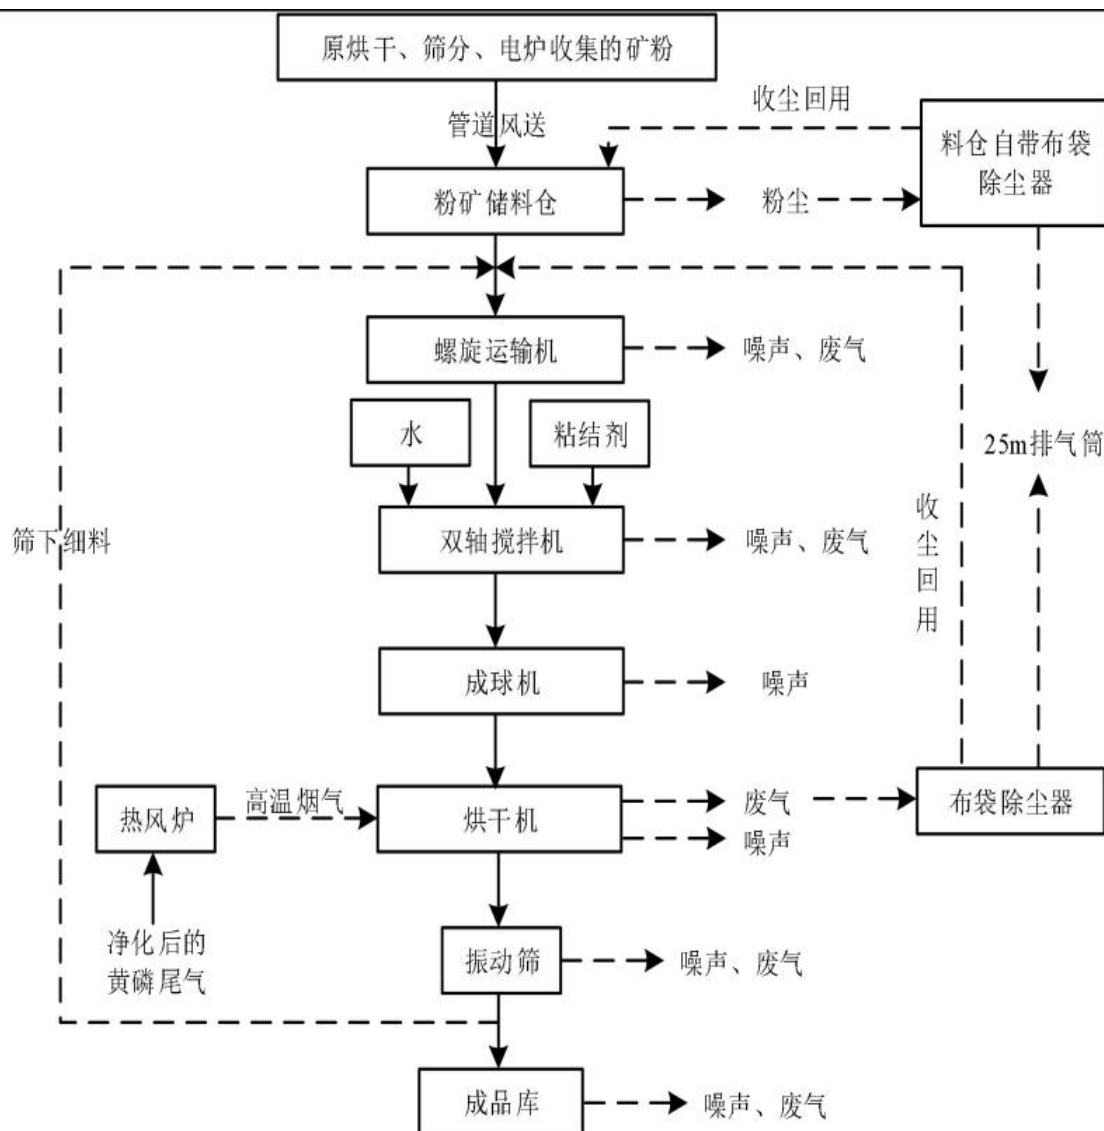 原烘干、筛分、电炉收集的矿粉
收尘回用
管道风送
料仓自带布袋
除尘器
粉矿储料仓
粉尘
螺旋运输机
噪声、废气
水
粘结剂
25m排气筒
筛下细料
双轴搅拌机
噪声、废气
收尘回用
成球机
噪声
热风炉
高温烟气
烘干机
废气
噪声
布袋除尘器
净化后的
黄磷尾气
振动筛
噪声、废气
成品库
噪声、废气